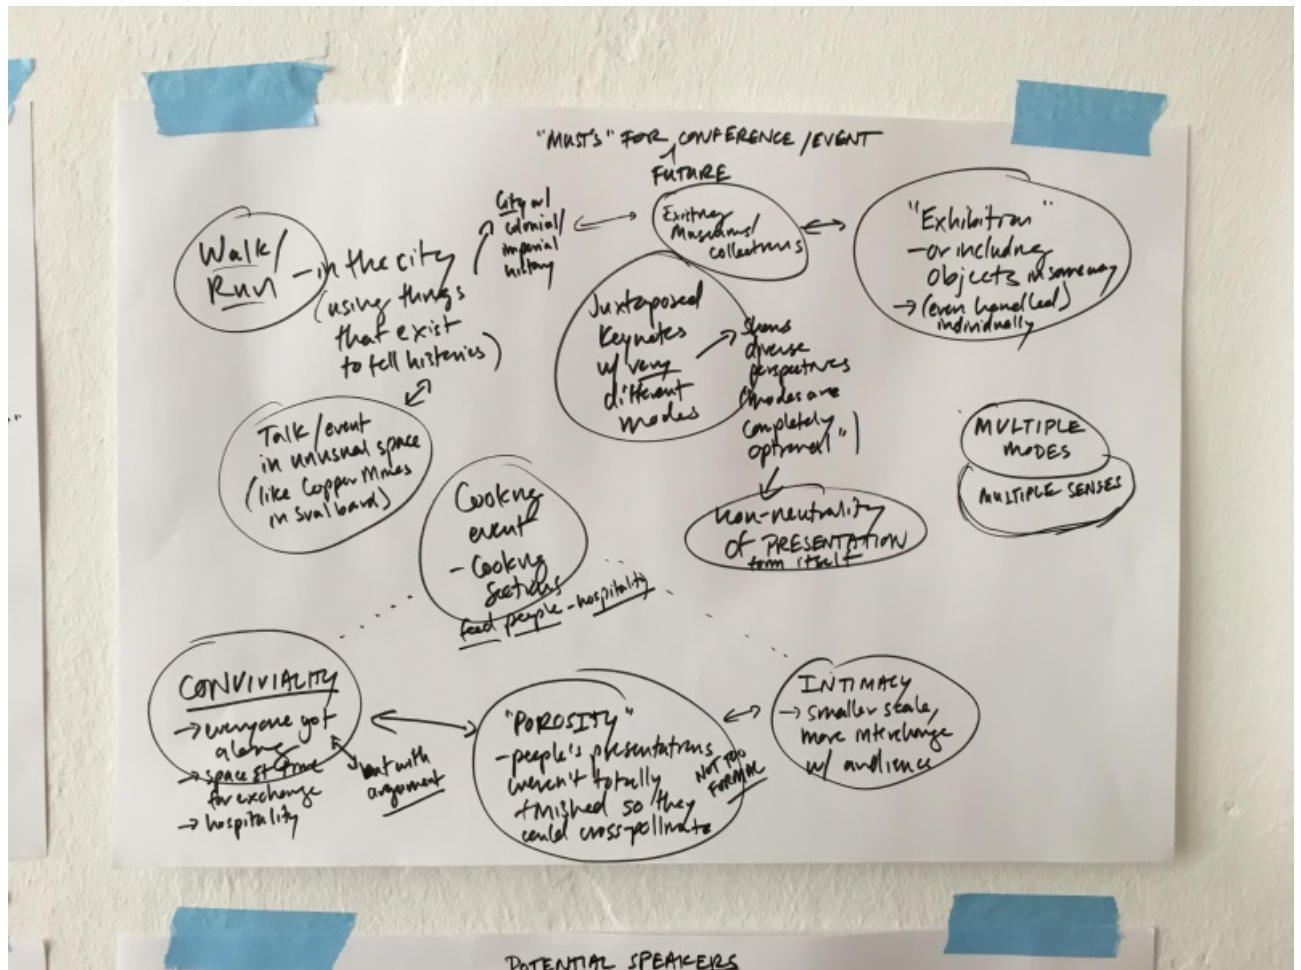 "MUSTS" FOR CONFERENCE/EVENT
FUTURE
Walk/
Run
– in the city
(using things
that exist
to tell histories)
City w/
colonial/
imperial
history
Existing
Museums/
collections
"Exhibition"
– or including
objects in some way
→ (even handled)
individually
Juxtaposed
Keynotes
w/ very
different
modes
shows
diverse
perspectives
("modes are
completely
optional")
non-neutrality
of PRESENTATION
form itself
MULTIPLE
MODES
MULTIPLE SENSES
Talk/event
in unusual space
(like Copper Mines
in Svalbard)
Cooking
event
– Cooking
Sections
feed people – hospitality
CONVIVIALITY
→ everyone got
along
→ space & time
for exchange
→ hospitality
but with
argument
"POROSITY"
– people's presentations
weren't totally
finished so they
could cross-pollinate
NOT TOO
FORMAL
INTIMACY
→ smaller scale,
more interchange
w/ audience
POTENTIAL SPEAKERS